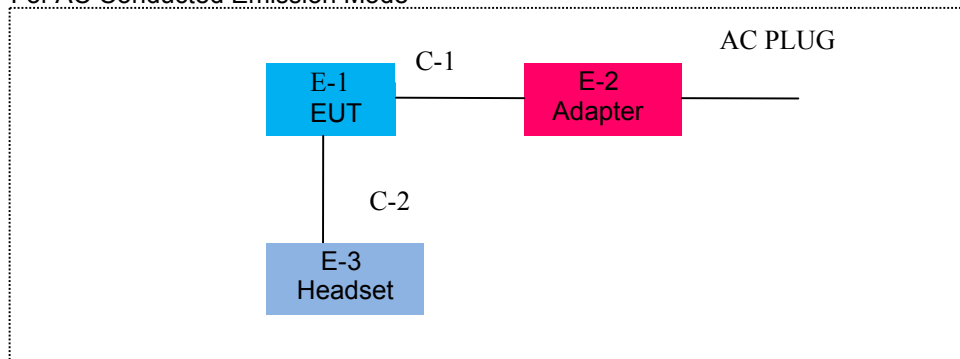 For AC Conducted Emission Mode
AC PLUG
C-1
E-1
EUT
E-2
Adapter
C-2
E-3
Headset